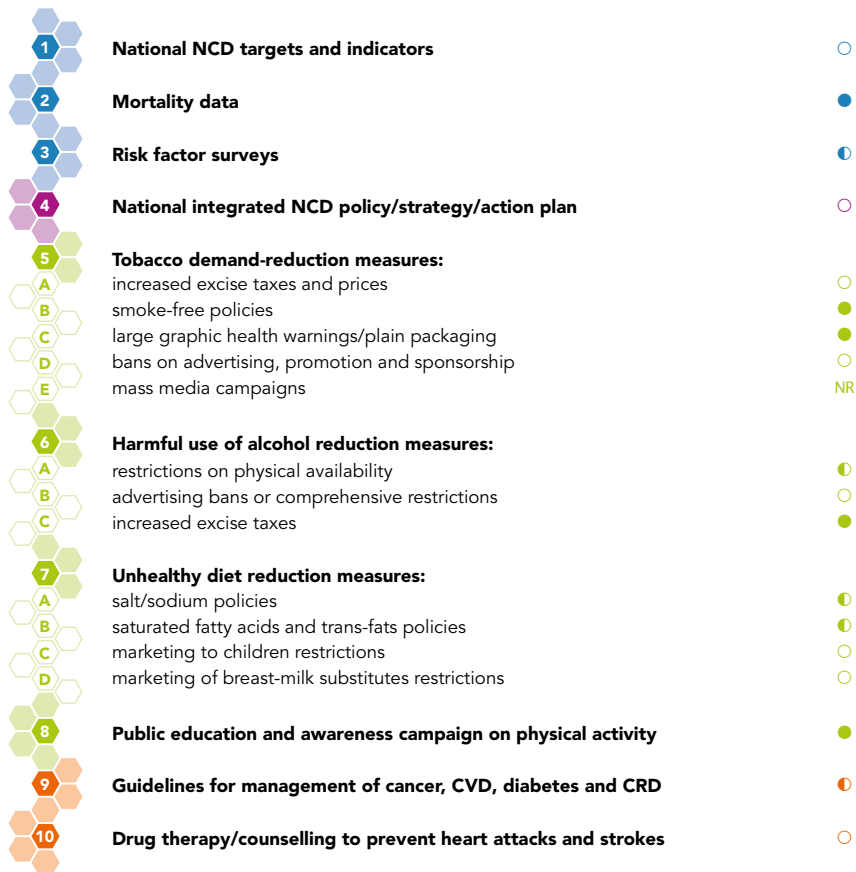 1 National NCD targets and indicators ○
2 Mortality data ●
3 Risk factor surveys ◐
4 National integrated NCD policy/strategy/action plan ○
5 Tobacco demand-reduction measures:
A increased excise taxes and prices ○
B smoke-free policies ●
C large graphic health warnings/plain packaging ●
D bans on advertising, promotion and sponsorship ○
E mass media campaigns NR
6 Harmful use of alcohol reduction measures:
A restrictions on physical availability ◐
B advertising bans or comprehensive restrictions ○
C increased excise taxes ●
7 Unhealthy diet reduction measures:
A salt/sodium policies ◐
B saturated fatty acids and trans-fats policies ◐
C marketing to children restrictions ○
D marketing of breast-milk substitutes restrictions ○
8 Public education and awareness campaign on physical activity ●
9 Guidelines for management of cancer, CVD, diabetes and CRD ◐
10 Drug therapy/counselling to prevent heart attacks and strokes ○